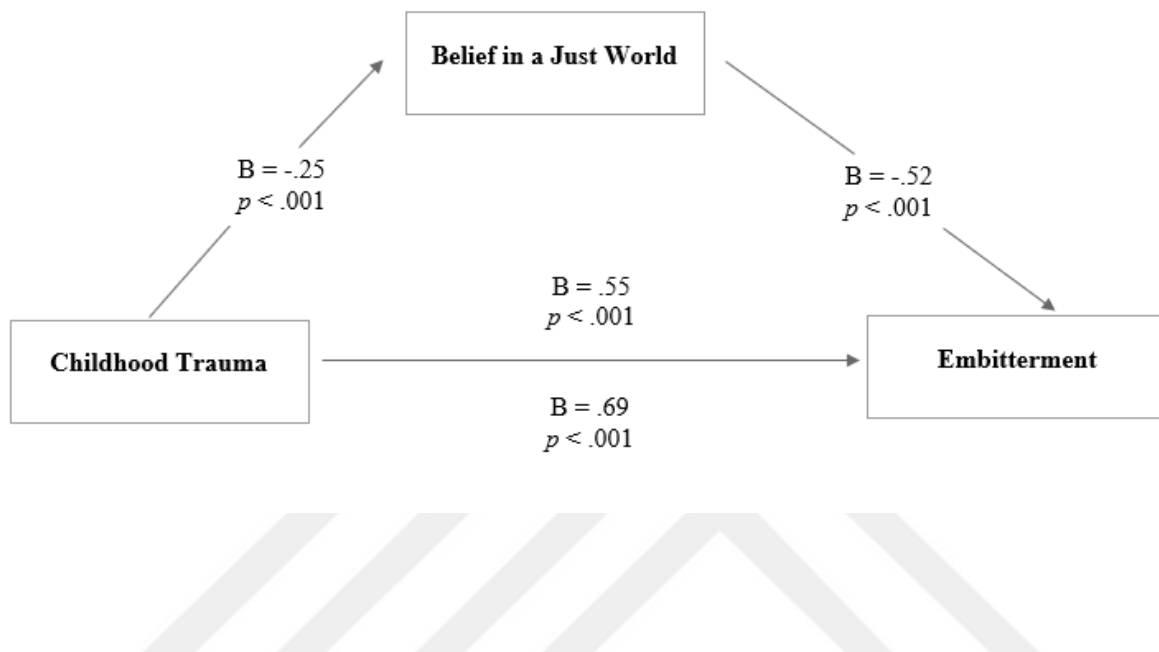 Belief in a Just World
B = -.25
p < .001
B = -.52
p < .001
B = .55
p < .001
Childhood Trauma
Embitterment
B = .69
p < .001